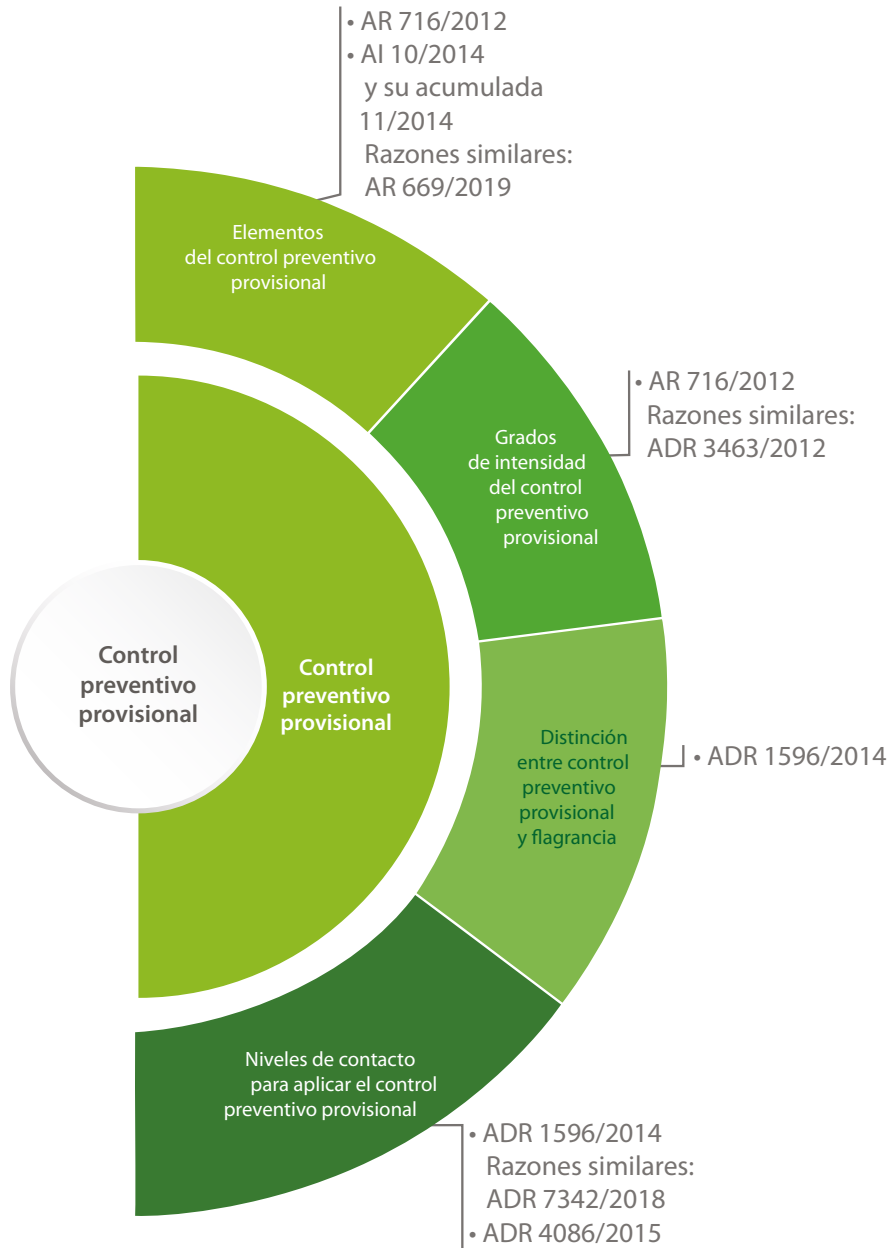 • AR 716/2012
• AI 10/2014
y su acumulada
11/2014
Razones similares:
AR 669/2019
Elementos
del control preventivo
provisional
• AR 716/2012
Razones similares:
ADR 3463/2012
Grados
de intensidad
del control
preventivo
provisional
Control
preventivo
provisional
Control
preventivo
provisional
Distinción
entre control
preventivo
provisional
y flagrancia
• ADR 1596/2014
Niveles de contacto
para aplicar el control
preventivo provisional
• ADR 1596/2014
Razones similares:
ADR 7342/2018
• ADR 4086/2015